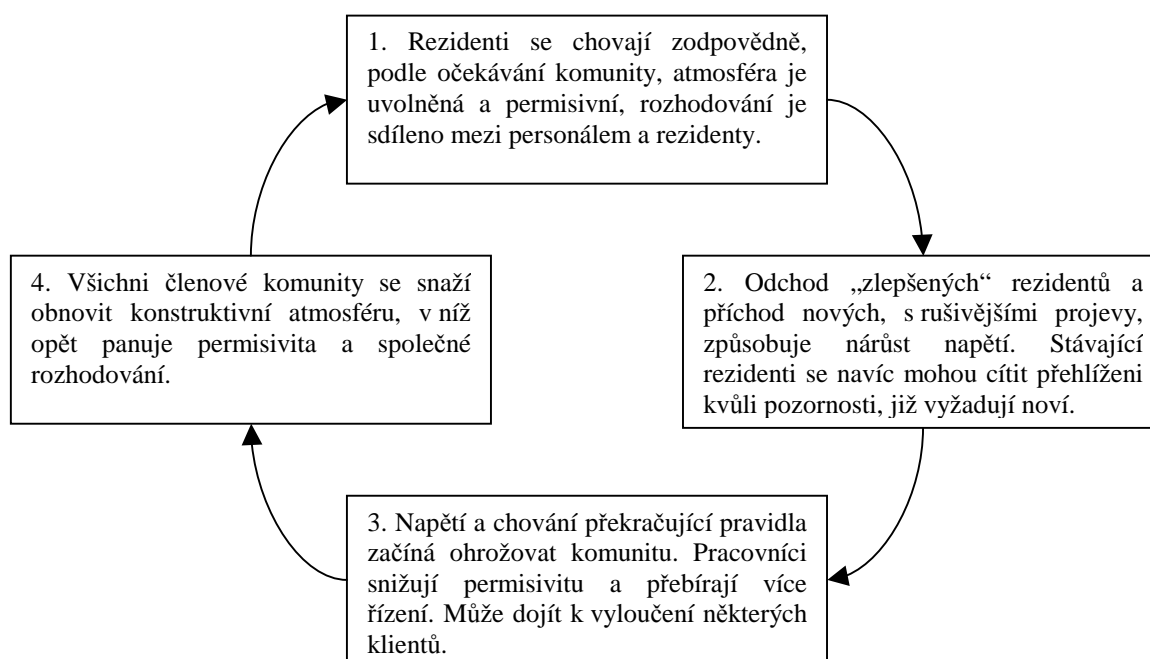 1. Rezidenti se chovají zodpovědně,
podle očekávání komunity, atmosféra je
uvolněná a permisivní, rozhodování je
sdíleno mezi personálem a rezidenty.
2. Odchod „zlepšených“ rezidentů a
příchod nových, s rušivějšími projevy,
způsobuje nárůst napětí. Stávající
rezidenti se navíc mohou cítit přehlíženi
kvůli pozornosti, již vyžadují noví.
3. Napětí a chování překračující pravidla
začíná ohrožovat komunitu. Pracovníci
snižují permisivitu a přebírají více
řízení. Může dojít k vyloučení některých
klientů.
4. Všichni členové komunity se snaží
obnovit konstruktivní atmosféru, v níž
opět panuje permisivita a společné
rozhodování.